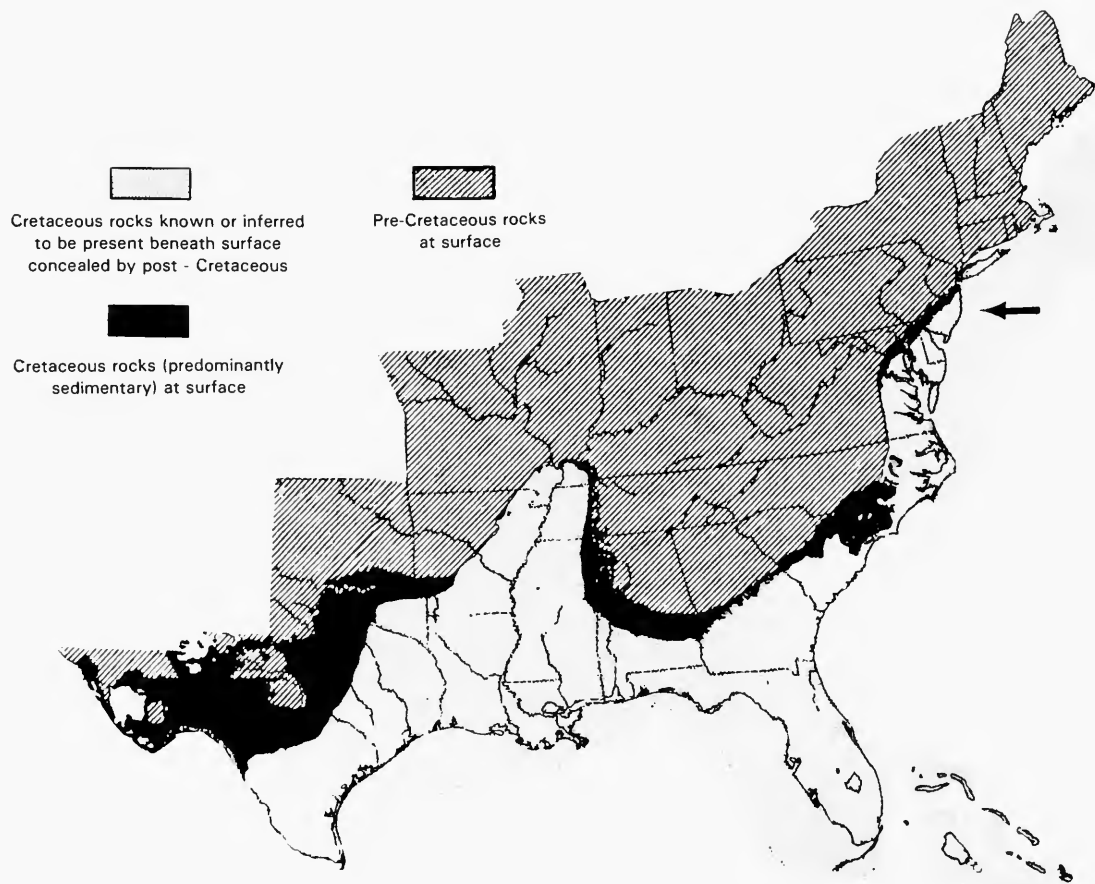 Cretaceous rocks known or inferred
to be present beneath surface
concealed by post - Cretaceous
Pre-Cretaceous rocks
at surface
Cretaceous rocks (predominantly
sedimentary) at surface